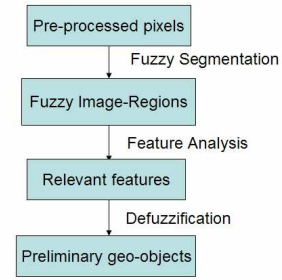 Pre-processed pixels
Fuzzy Segmentation
Fuzzy Image-Regions
Feature Analysis
Relevant features
Defuzzification
Preliminary geo-objects